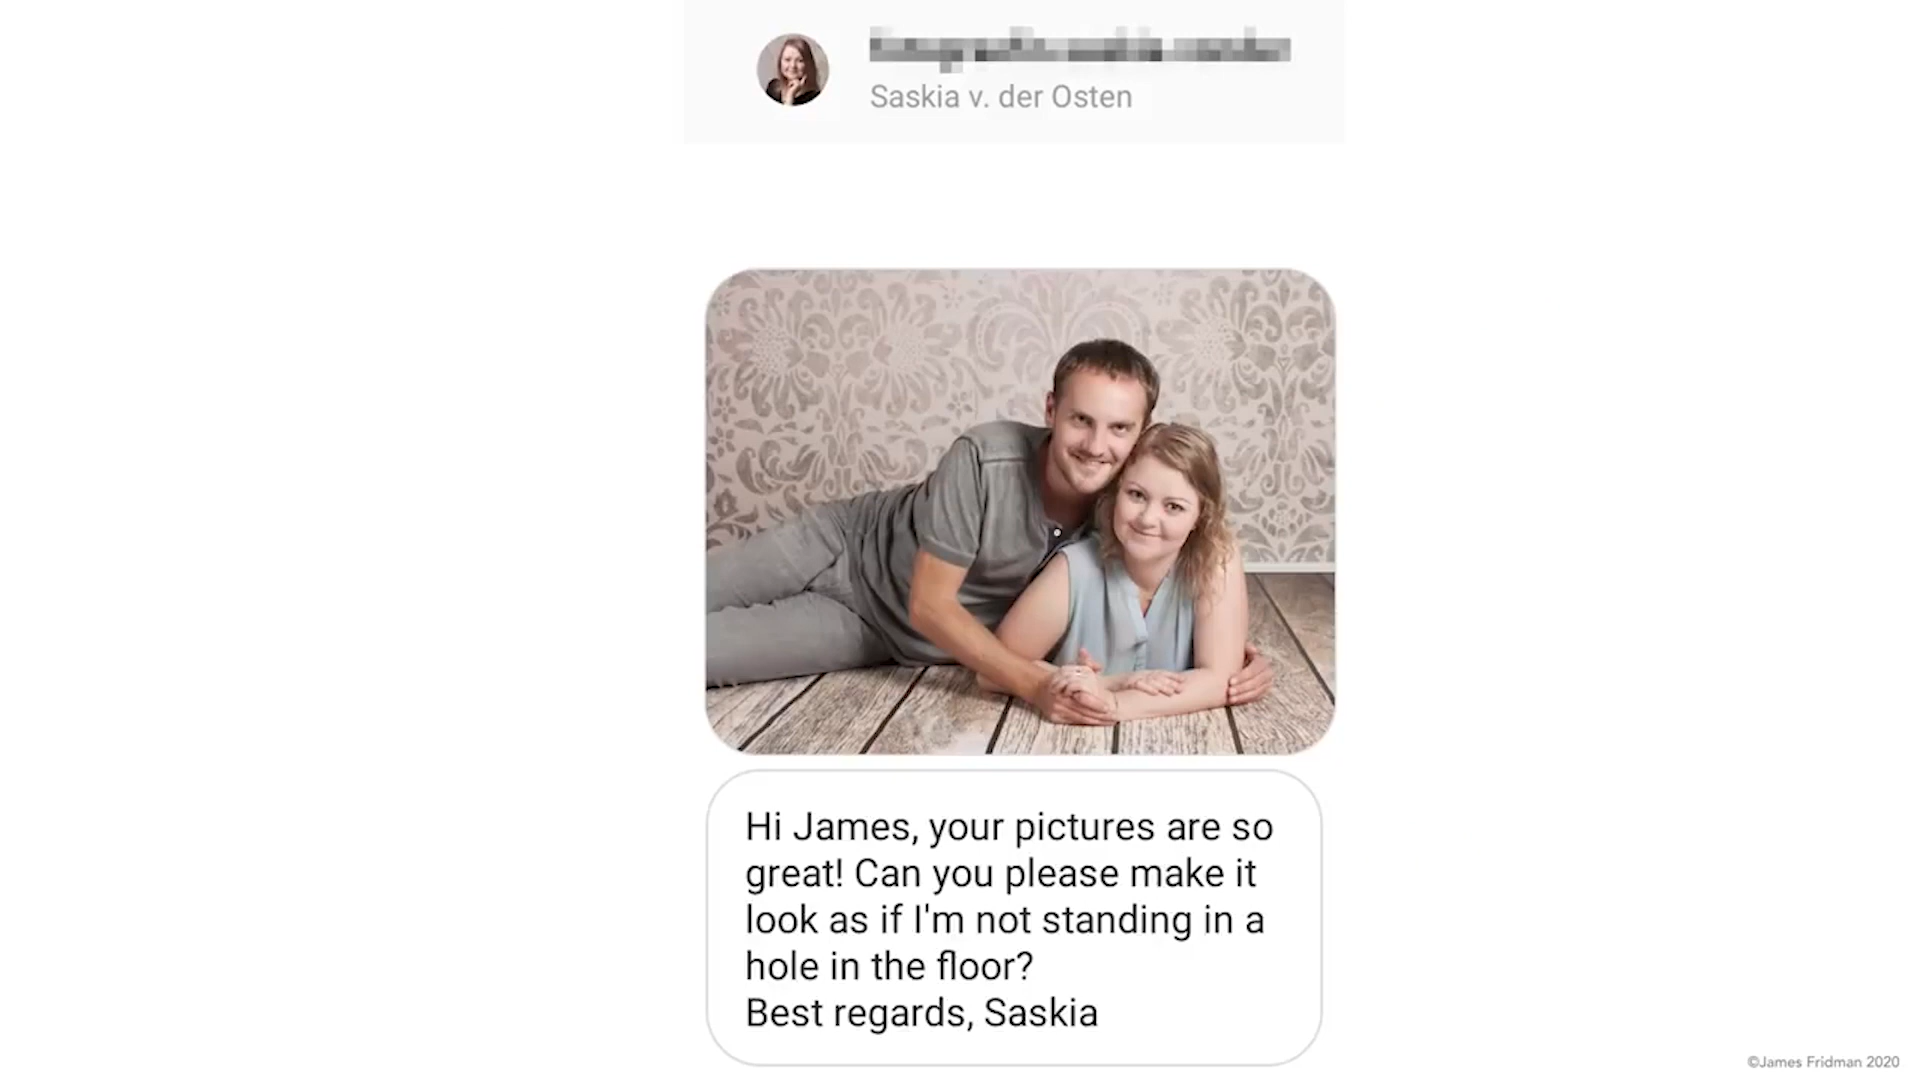 Saskia v. der Osten
Hi James, your pictures are so
great! Can you please make it
look as if I'm not standing in a
hole in the floor?
Best regards, Saskia
©James Fridman 2020